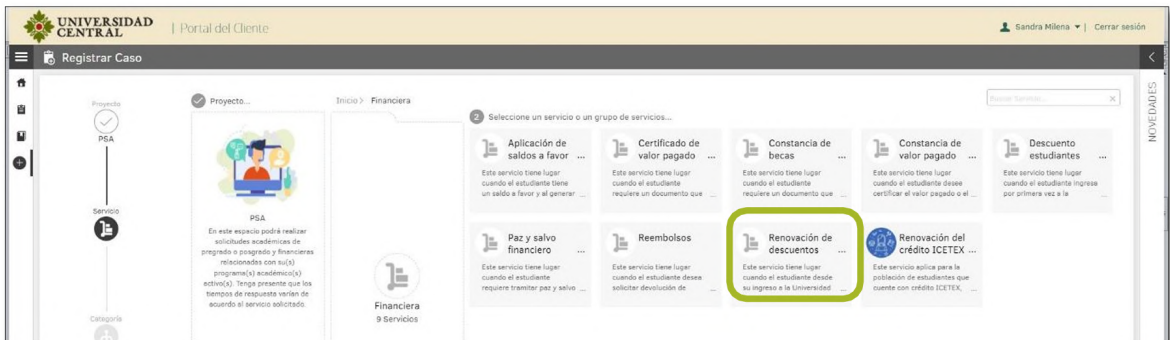 UNIVERSIDAD
CENTRAL
| Portal del Cliente
Sandra Milena
| Cerrar sesión
Registrar Caso
NOVEDADES
Proyecto
PSA
Servicio
Categoría
Proyecto...
PSA
En este espacio podrá realizar
solicitudes académicas de
pregrado o posgrado y financieras
relacionadas con su(s)
programa(s) académico(s)
activo(s). Tenga presente que los
tiempos de respuesta varían de
acuerdo al servicio solicitado.
Inicio > Financiera
Financiera
9 Servicios
2 Seleccione un servicio o un grupo de servicios...
Buscar Servicio...
Aplicación de
saldos a favor ...
Este servicio tiene lugar
cuando el estudiante tiene
un saldo a favor y al generar ...
Certificado de
valor pagado ...
Este servicio tiene lugar
cuando el estudiante
requiere un documento que ...
Constancia de
becas ...
Este servicio tiene lugar
cuando el estudiante
requiere un documento que ...
Constancia de
valor pagado ...
Este servicio tiene lugar
cuando el estudiante desee
certificar el valor pagado o el ...
Descuento
estudiantes ...
Este servicio tiene lugar
cuando el estudiante ingresa
por primera vez a la ...
Paz y salvo
financiero ...
Este servicio tiene lugar
cuando el estudiante
requiere tramitar paz y salvo ...
Reembolsos
Este servicio tiene lugar
cuando el estudiante desea
solicitar devolución de ...
Renovación de
descuentos ...
Este servicio tiene lugar
cuando el estudiante desde
su ingreso a la Universidad ...
Renovación del
crédito ICETEX ...
Este servicio aplica para la
población de estudiantes que
cuente con crédito ICETEX, ...